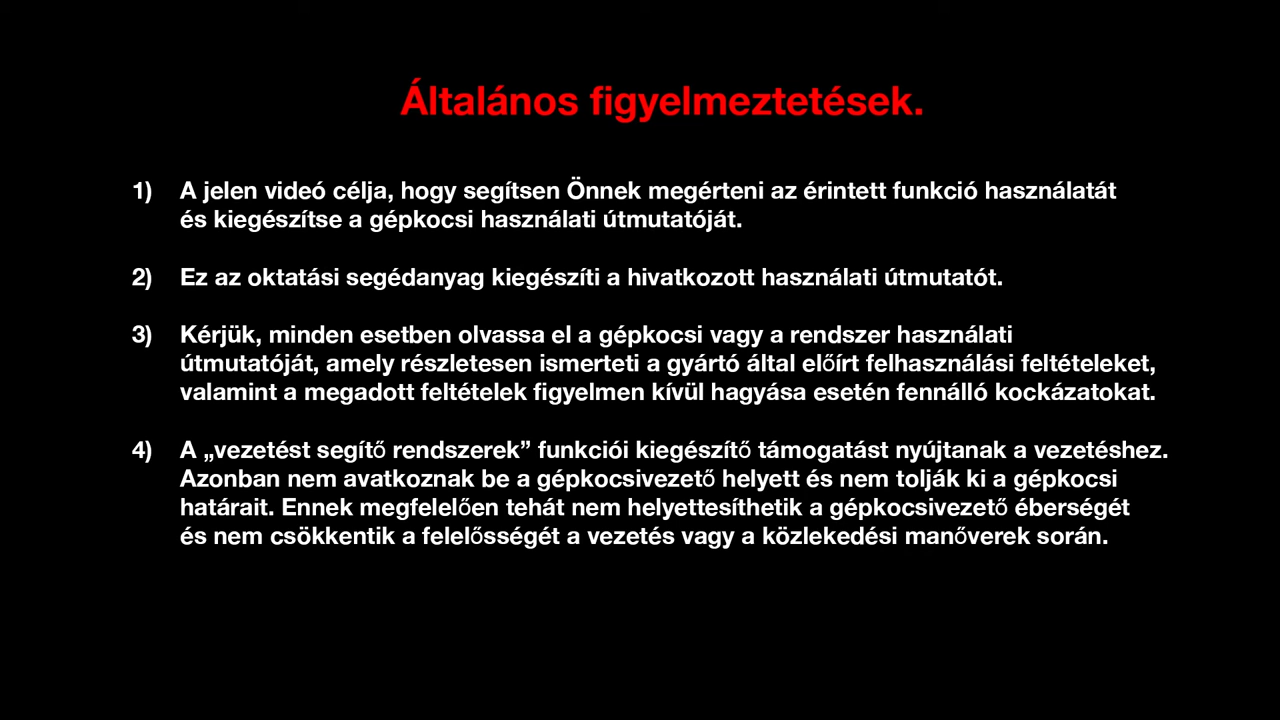 Általános figyelmeztetések.
1) A jelen videó célja, hogy segítsen Önnek megérteni az érintett funkció használatát
és kiegészítse a gépkocsi használati útmutatóját.
2) Ez az oktatási segédanyag kiegészíti a hivatkozott használati útmutatót.
3) Kérjük, minden esetben olvassa el a gépkocsi vagy a rendszer használati
útmutatóját, amely részletesen ismerteti a gyártó által előírt felhasználási feltételeket,
valamint a megadott feltételek figyelmen kívül hagyása esetén fennálló kockázatokat.
4) A „vezetést segítő rendszerek” funkciói kiegészítő támogatást nyújtanak a vezetéshez.
Azonban nem avatkoznak be a gépkocsivezető helyett és nem tolják ki a gépkocsi
határait. Ennek megfelelően tehát nem helyettesíthetik a gépkocsivezető éberségét
és nem csökkentik a felelősségét a vezetés vagy a közlekedési manőverek során.